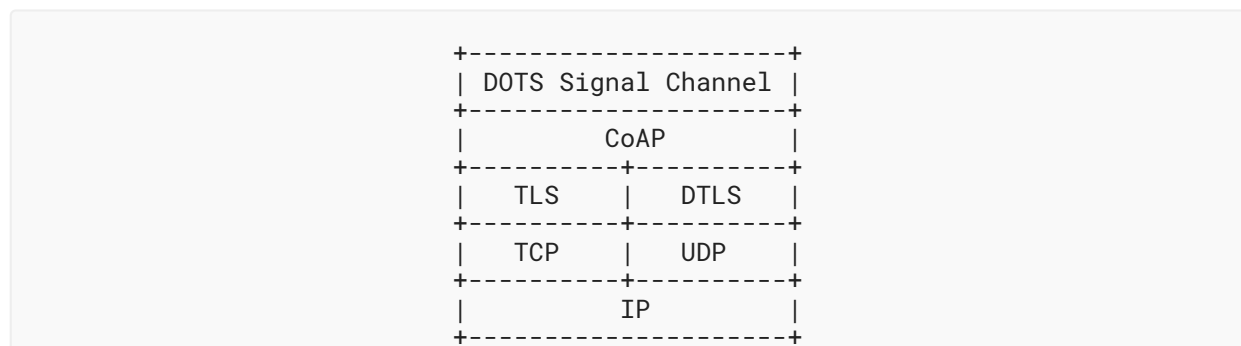 +---------------------+
| DOTS Signal Channel |
+---------------------+
|         CoAP        |
+----------+----------+
|   TLS    |   DTLS   |
+----------+----------+
|   TCP    |   UDP    |
+----------+----------+
|          IP         |
+---------------------+